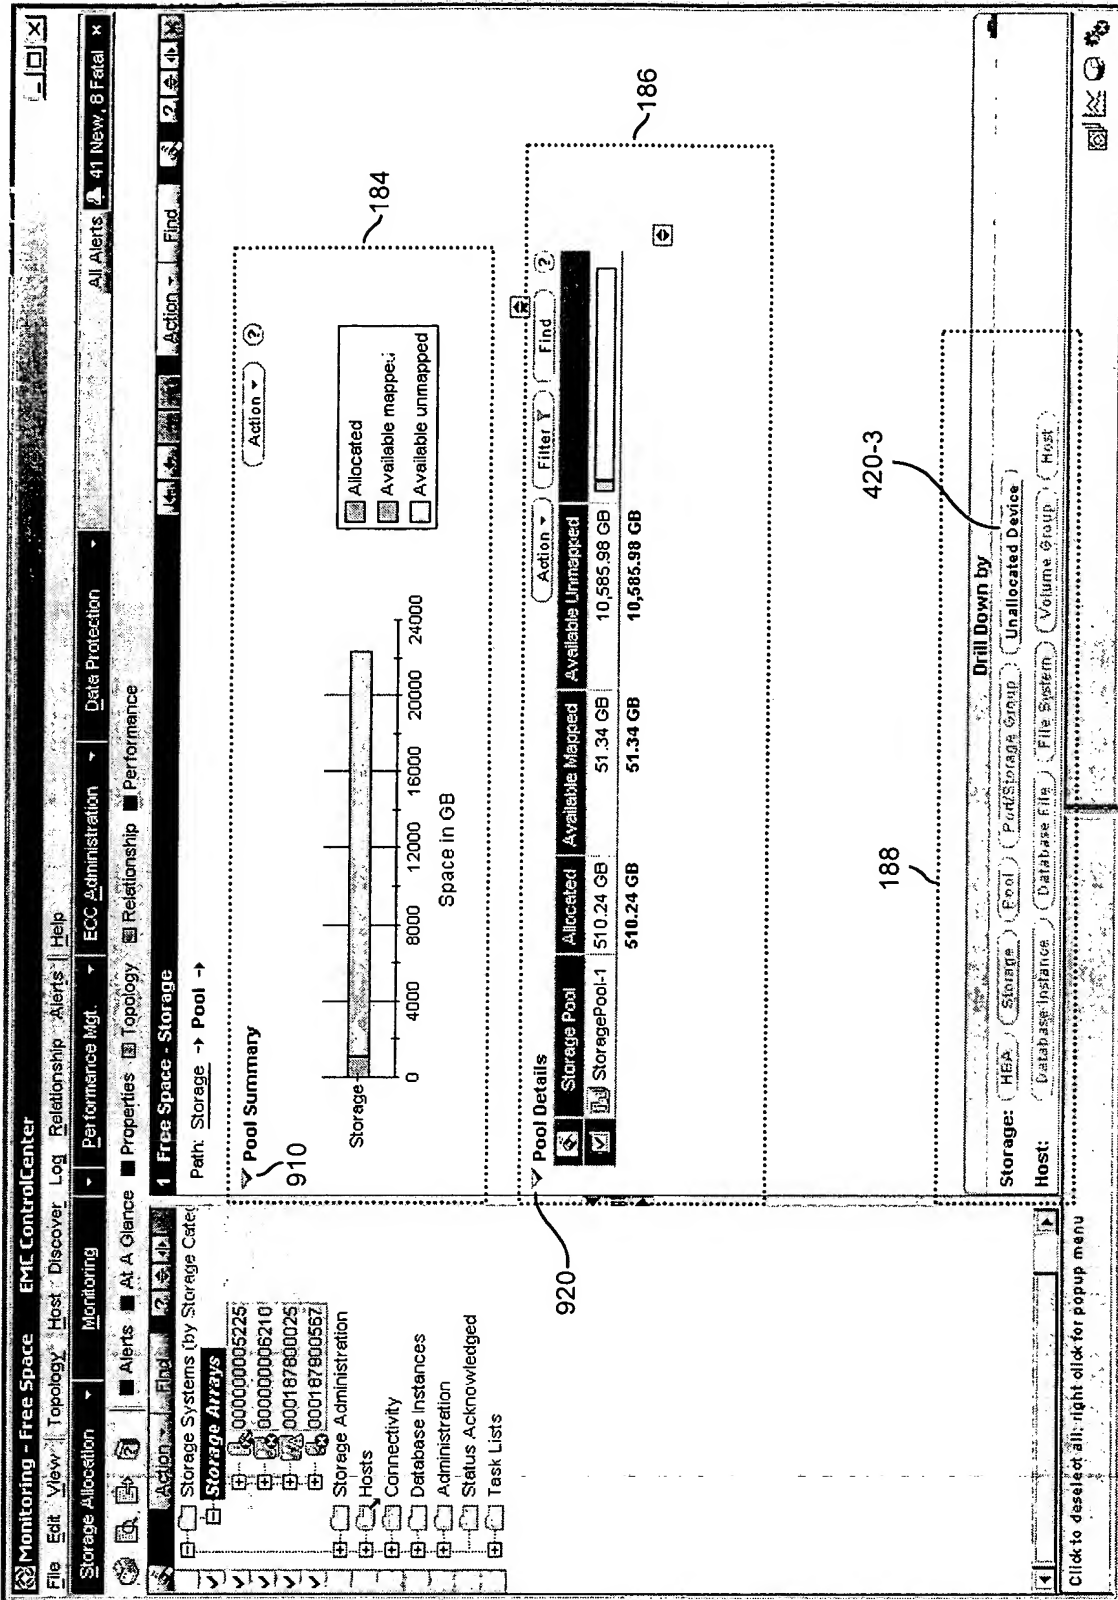 Monitoring - Free Space EMC ControlCenter
File Edit View Topology Host Discover Log Relationship Alerts Help
Storage Allocation Monitoring Performance Mgt. ECC Administration Data Protection All Alerts 41 New, 8 Fatal ×
Alerts At A Glance Properties Topology Relationship Performance
Action Find ?
Storage Systems (by Storage Categ
Storage Arrays
000000005225
000000006210
000187800025
000187900567
Storage Administration
Hosts
Connectivity
Database Instances
Administration
Status Acknowledged
Task Lists
1 Free Space - Storage Action Find ?
Path: Storage → Pool →
Pool Summary
Action ?
910
184
Storage
0 4000 8000 12000 16000 20000 24000
Space in GB
Allocated
Available mapped
Available unmapped
Pool Details
Action Filter Find ?
920
186
Storage Pool Allocated Available Mapped Available Unmapped
StoragePool-1 510.24 GB 51.34 GB 10,585.98 GB
510.24 GB 51.34 GB 10,585.98 GB
188
420-3
Drill Down by
Storage: HBA Storage Pool Port/Storage Group Unallocated Device
Host: Database Instance Database File File System Volume Group Host
Click to deselect all; right click for popup menu